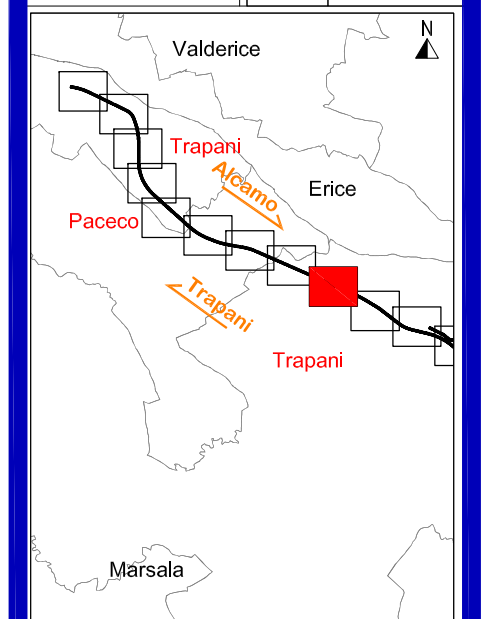 N
Valderice
Trapani
Alcamo
Erice
Paceco
Trapani
Trapani
Marsala